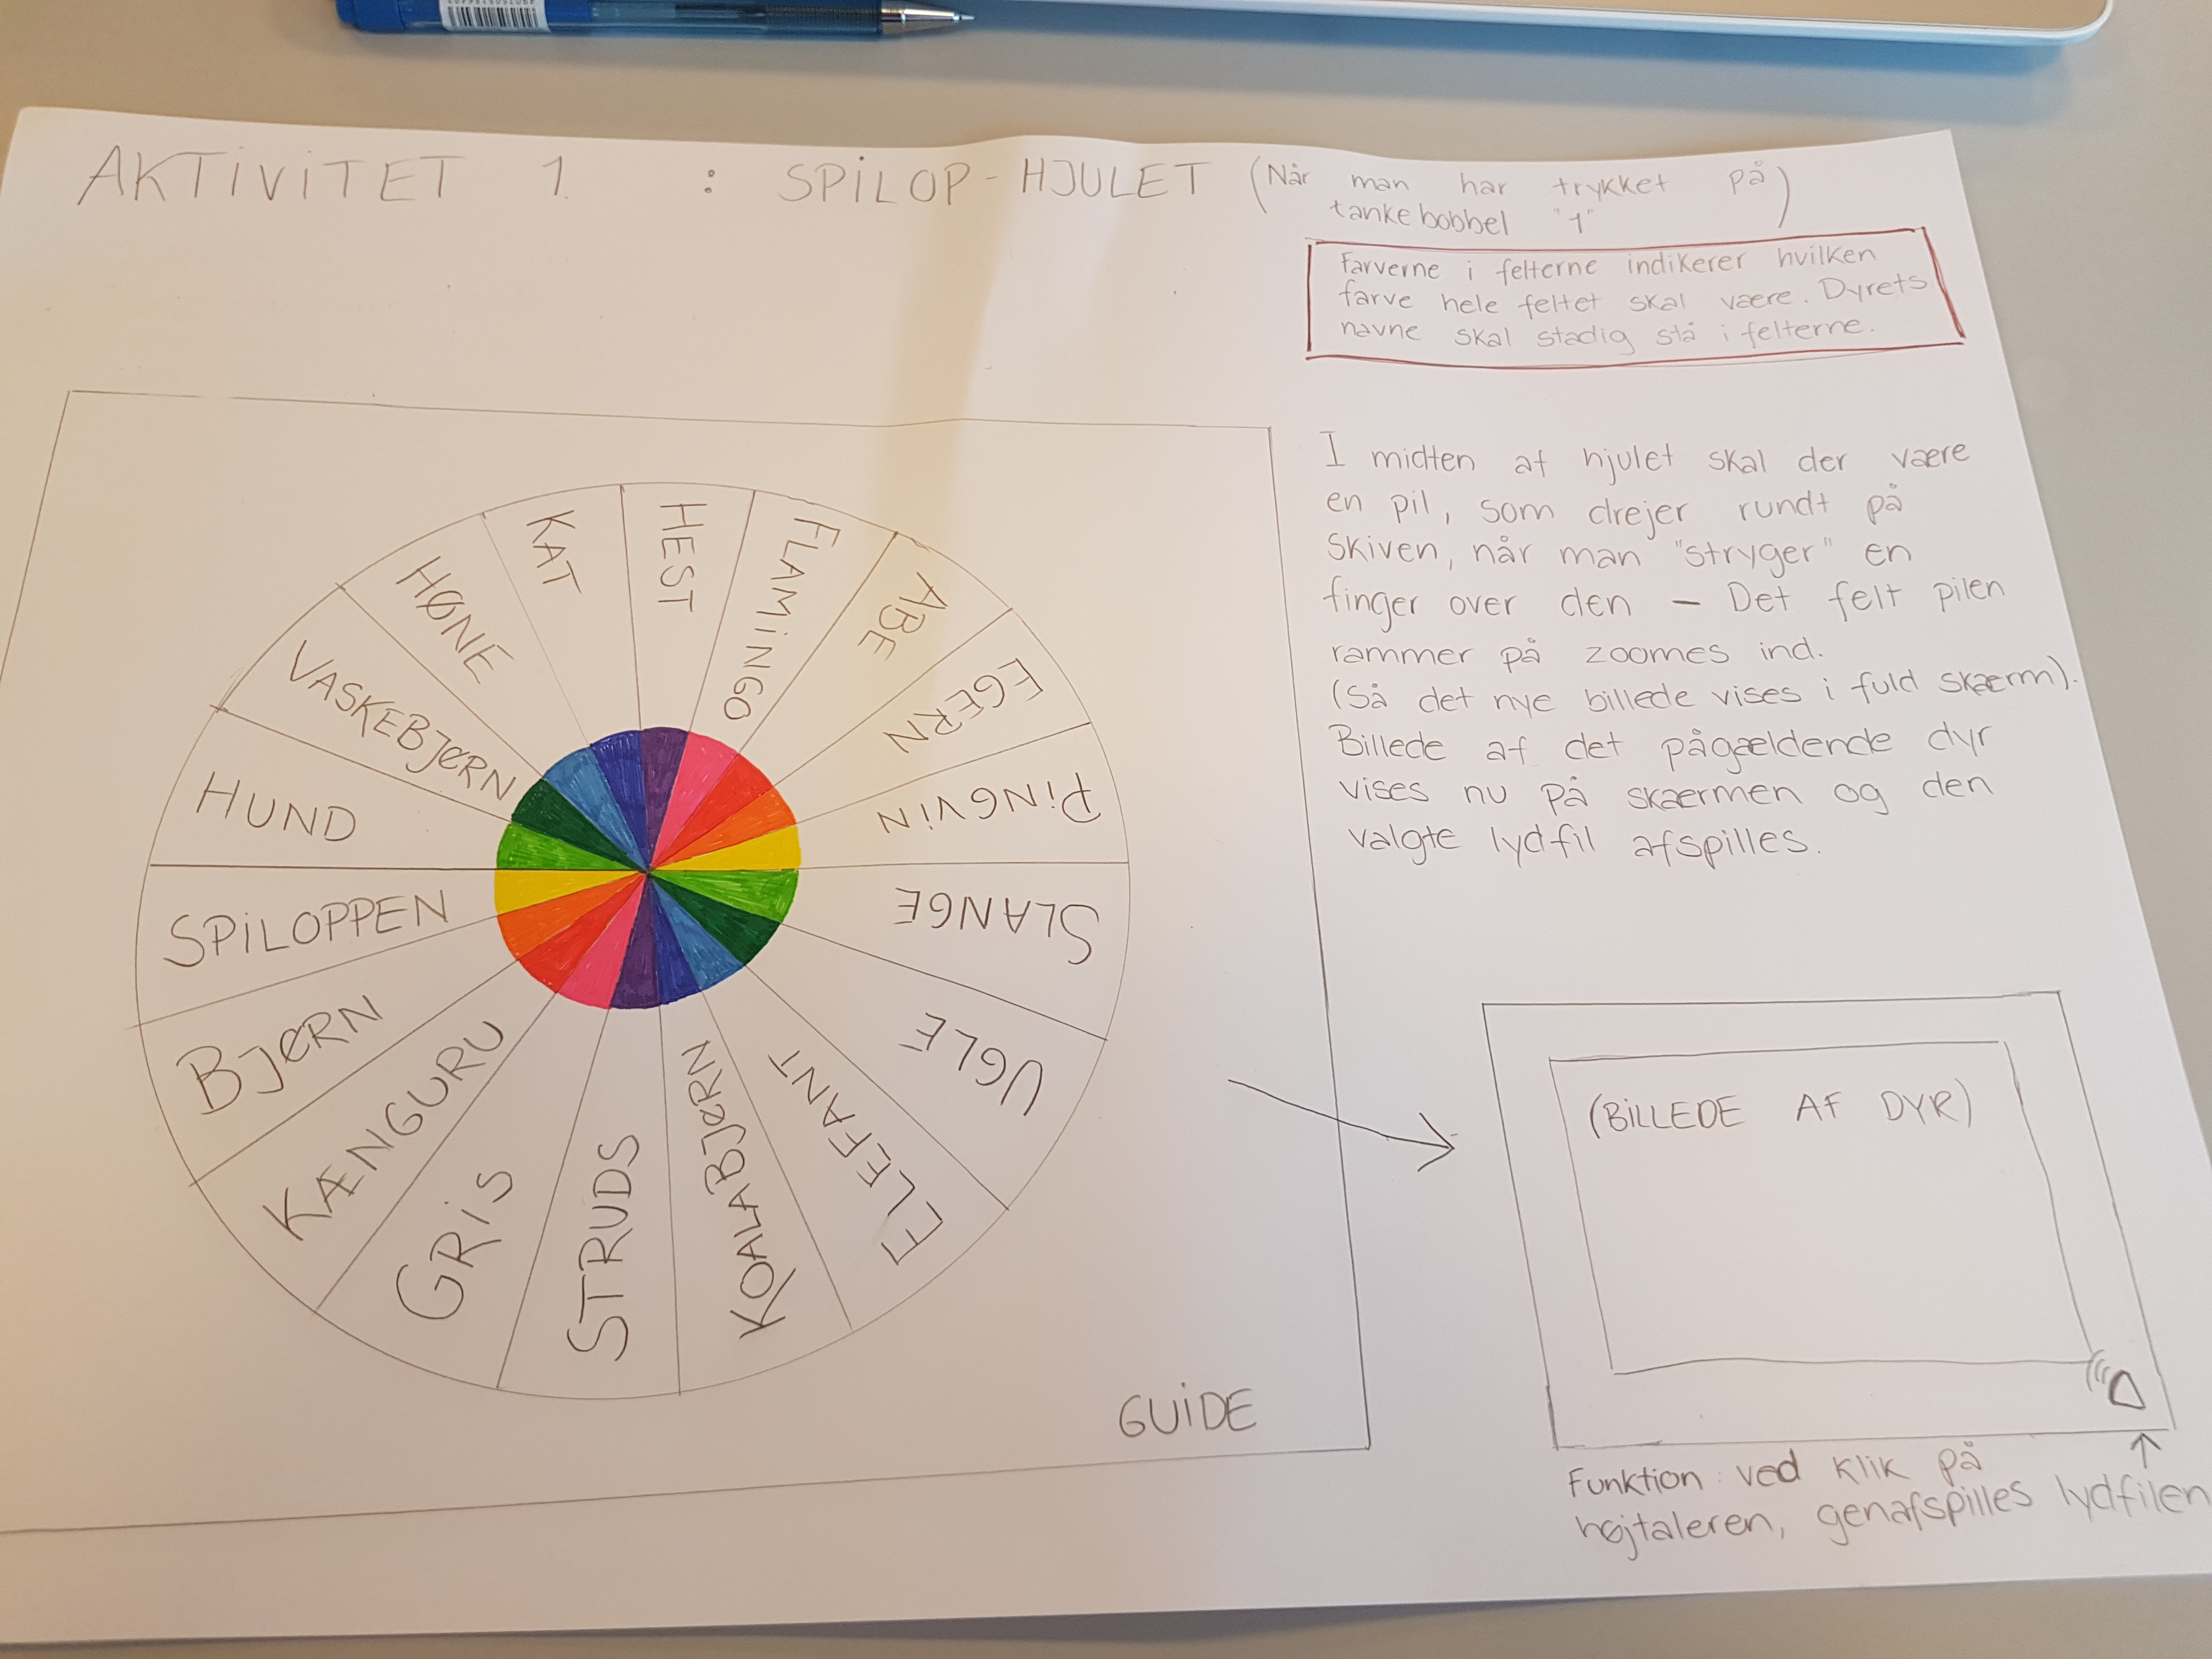 AKTIVITET 1. : SPILOP-HJULET (Når man har trykket på
tankebobbel "1")
Farverne i felterne indikerer hvilken
farve hele feltet skal være. Dyrets
navne skal stadig stå i felterne.
I midten af hjulet skal der være
en pil, som drejer rundt på
skiven, når man "stryger" en
finger over den – Det felt pilen
rammer på zoomes ind.
(Så det nye billede vises i fuld skærm).
Billede af det pågældende dyr
vises nu på skærmen og den
valgte lydfil afspilles.
HEST
FLAMINGO
ABE
EGERN
PINGVIN
SLANGE
UGLE
ELEFANT
KOALABJØRN
STRUDS
GRIS
KÆNGURU
BJØRN
SPILOPPEN
HUND
VASKEBJØRN
HØNE
KAT
GUIDE
(BILLEDE AF DYR)
Funktion: ved klik på
højtaleren, genafspilles lydfilen